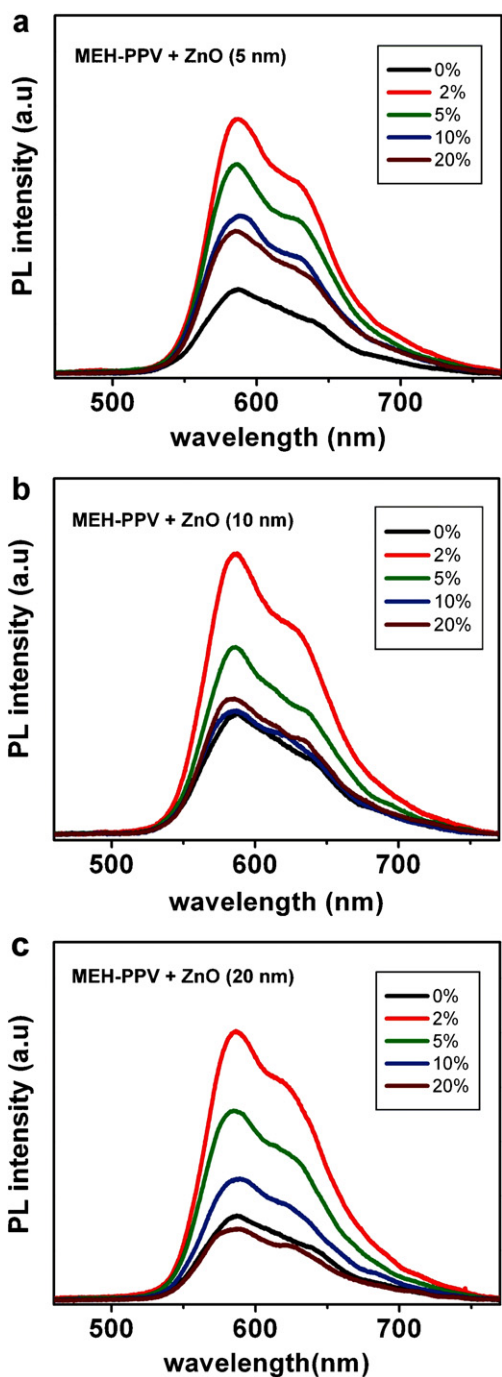 a
MEH-PPV + ZnO (5 nm)
0%
2%
5%
10%
20%
PL intensity (a.u)
500 600 700
wavelength (nm)
b
MEH-PPV + ZnO (10 nm)
0%
2%
5%
10%
20%
PL intensity (a.u)
500 600 700
wavelength (nm)
c
MEH-PPV + ZnO (20 nm)
0%
2%
5%
10%
20%
PL intensity (a.u)
500 600 700
wavelength(nm)